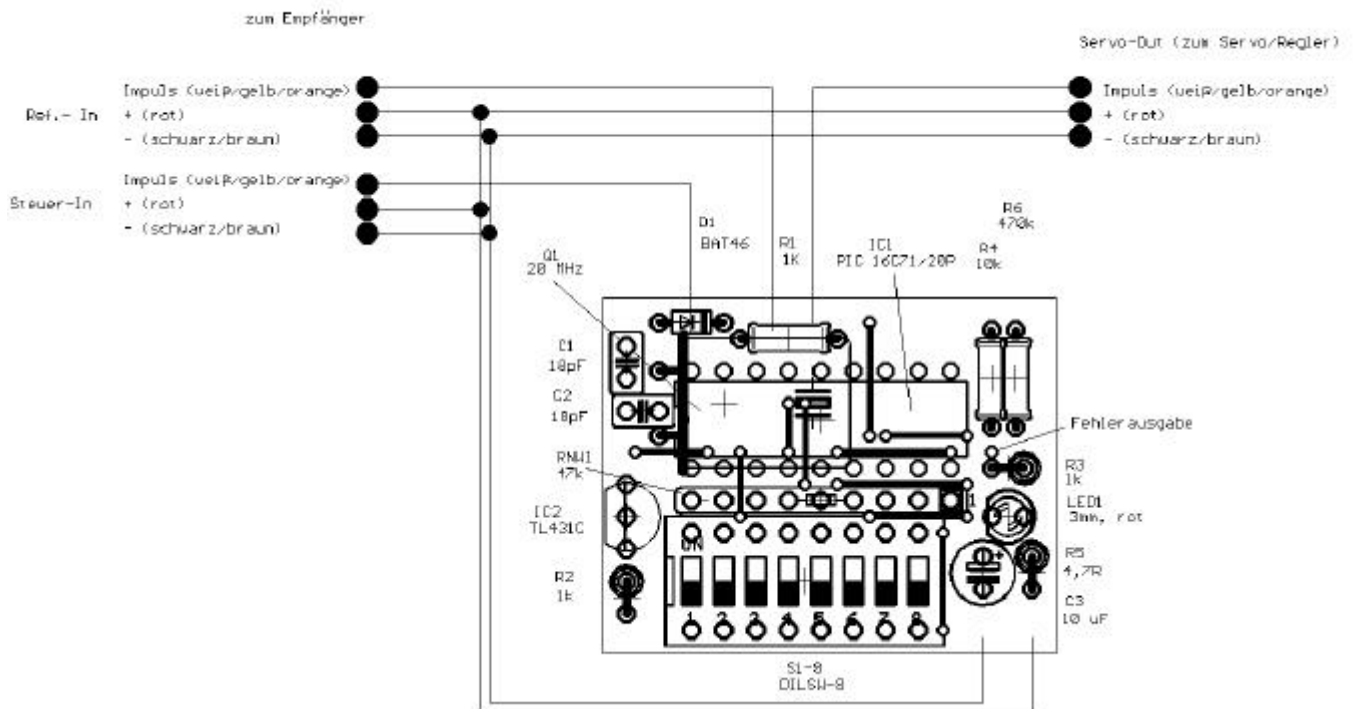 zum Empfänger
Servo-Out (zum Servo/Regler)
Ref.- In
Impuls (weiß/gelb/orange)
+ (rot)
- (schwarz/braun)
Impuls (weiß/gelb/orange)
+ (rot)
- (schwarz/braun)
Steuer-In
Impuls (weiß/gelb/orange)
+ (rot)
- (schwarz/braun)
D1
BAT46
R1
1K
IC1
PIC 16C71/20P
R6
470k
R4
10k
Q1
20 MHz
C1
18pF
C2
18pF
RNW1
47k
IC2
TL431C
R2
1k
Fehlerausgabe
R3
1k
LED1
3mm, rot
R5
4,7R
C3
10 uF
1
ON
1 2 3 4 5 6 7 8
+
S1-8
DILSW-8